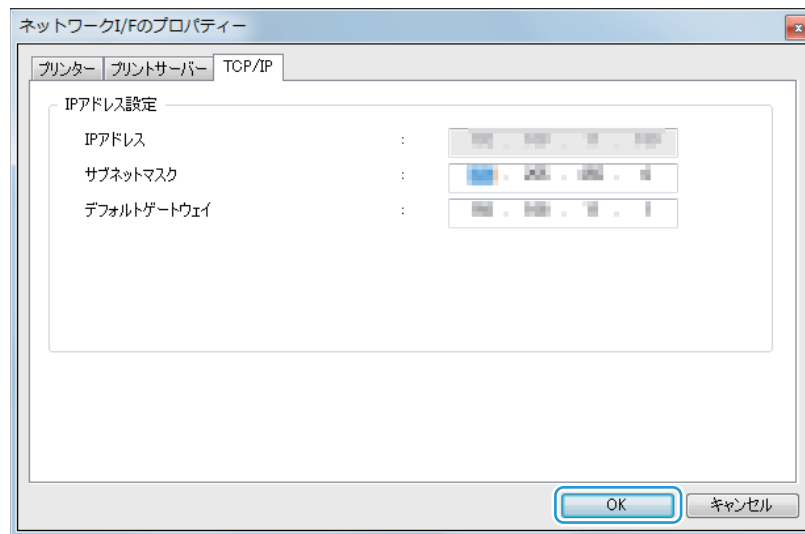 ネットワークI/Fのプロパティー
プリンター プリントサーバー TCP/IP
IPアドレス設定
IPアドレス :
サブネットマスク :
デフォルトゲートウェイ :
OK キャンセル